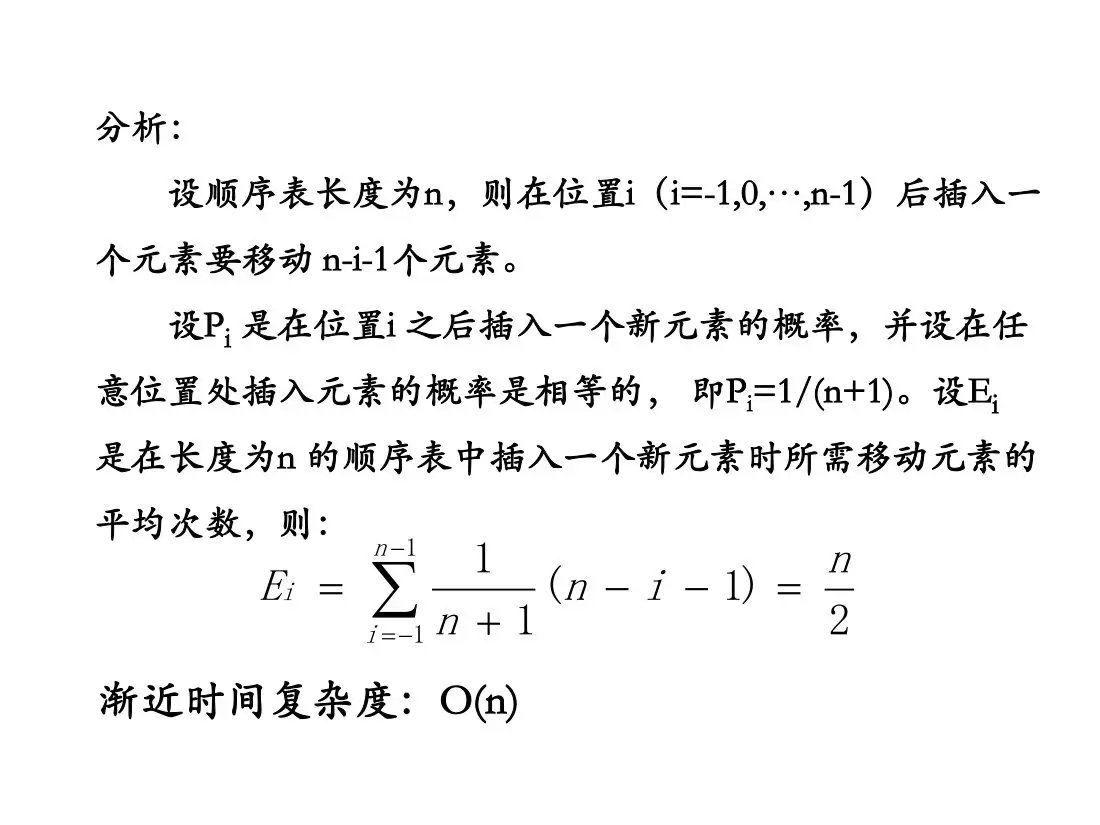 分析：
设顺序表长度为n，则在位置i（i=-1,0,…,n-1）后插入一
个元素要移动 n-i-1个元素。
设Pi 是在位置i 之后插入一个新元素的概率，并设在任
意位置处插入元素的概率是相等的， 即Pi=1/(n+1)。设Ei
是在长度为n 的顺序表中插入一个新元素时所需移动元素的
平均次数，则：
E_i = \sum_{i=-1}^{n-1} \frac{1}{n+1}(n-i-1) = \frac{n}{2}
渐近时间复杂度：O(n)